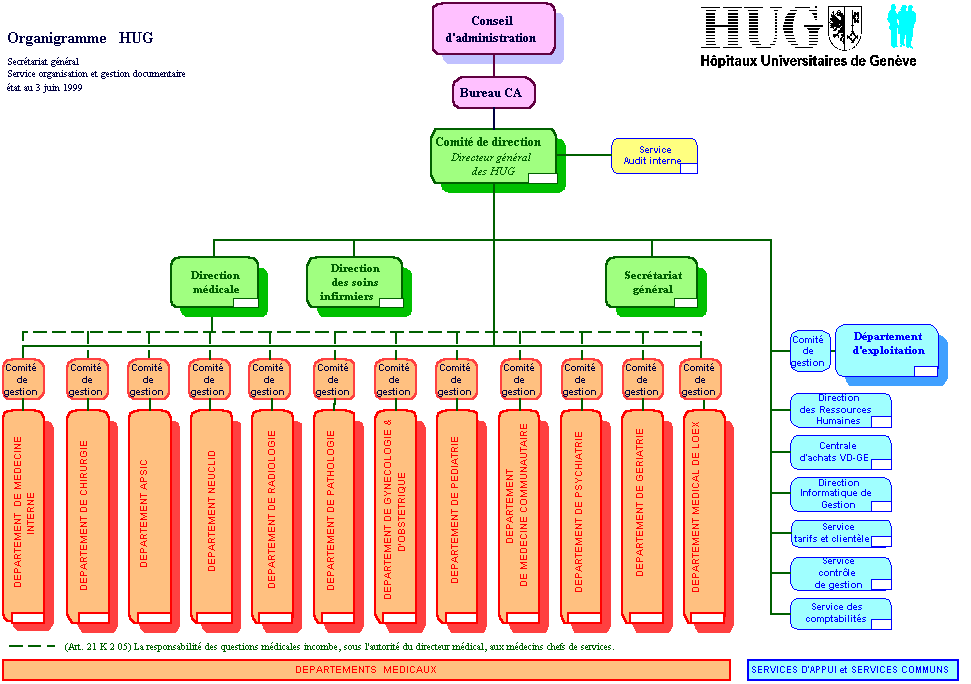 Organigramme HUG
Secrétariat général
Service organisation et gestion documentaire
état au 3 juin 1999
Conseil
d'administration
HUG
Hôpitaux Universitaires de Genève
Bureau CA
Comité de direction
Directeur général
des HUG
Service
Audit interne
Direction
médicale
Direction
des soins
infirmiers
Secrétariat
général
Comité
de
gestion
Département
d'exploitation
Comité
de
gestion
Comité
de
gestion
Comité
de
gestion
Comité
de
gestion
Comité
de
gestion
Comité
de
gestion
Comité
de
gestion
Comité
de
gestion
Comité
de
gestion
Comité
de
gestion
Comité
de
gestion
Comité
de
gestion
DEPARTEMENT DE MEDECINE
INTERNE
DEPARTEMENT DE CHIRURGIE
DEPARTEMENT APSIC
DEPARTEMENT NEUCLID
DEPARTEMENT DE RADIOLOGIE
DEPARTEMENT DE PATHOLOGIE
DEPARTEMENT DE GYNECOLOGIE &
D'OBSTETRIQUE
DEPARTEMENT DE PEDIATRIE
DEPARTEMENT
DE MEDECINE COMMUNAUTAIRE
DEPARTEMENT DE PSYCHIATRIE
DEPARTEMENT DE GERIATRIE
DEPARTEMENT MEDICAL DE LOEX
Direction
des Ressources
Humaines
Centrale
d'achats VD-GE
Direction
Informatique de
Gestion
Service
tarifs et clientèle
Service
contrôle
de gestion
Service des
comptabilités
(Art. 21 K 2 05) La responsabilité des questions médicales incombe, sous l'autorité du directeur médical, aux médecins chefs de services.
DEPARTEMENTS MEDICAUX
SERVICES D'APPUI et SERVICES COMMUNS